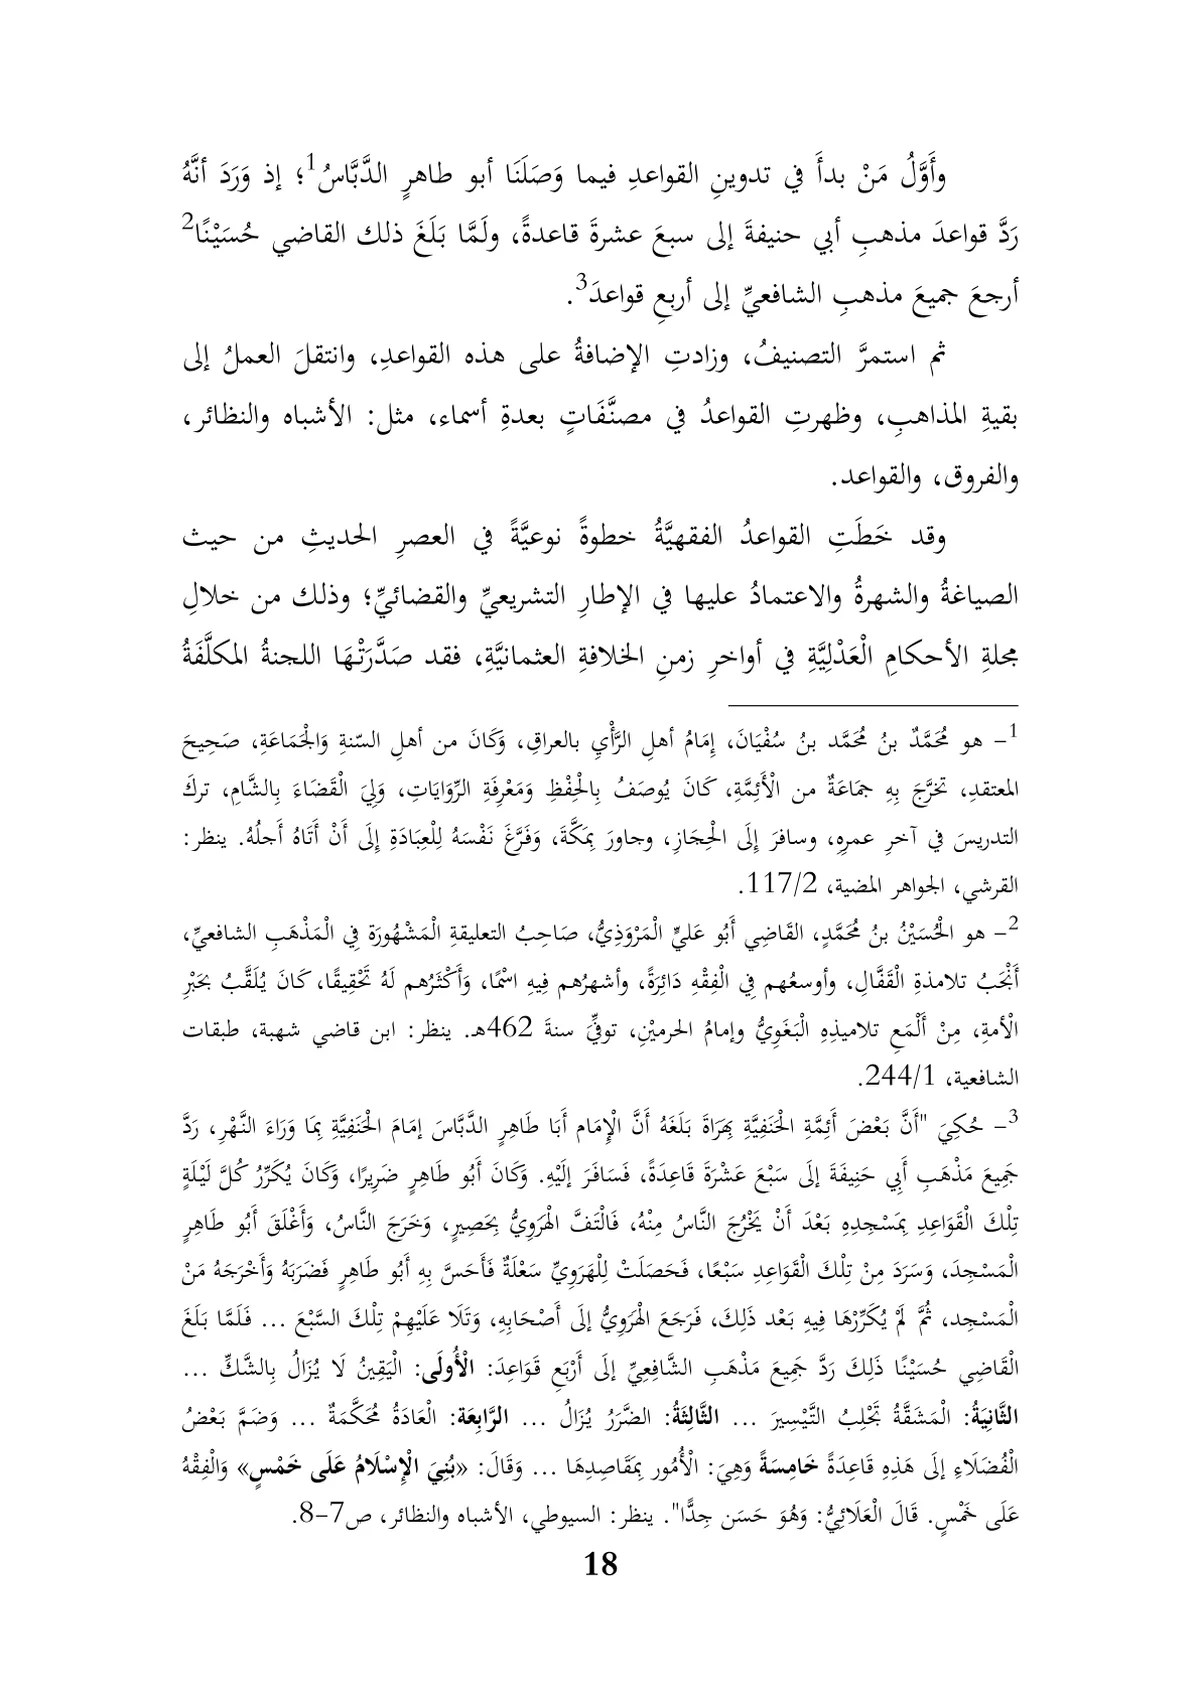 وأَوَّلُ مَنْ بدأَ في تدوينِ القواعدِ فيما وَصَلَنَا أبو طاهرٍ الدَّبَّاسُ1؛ إذ وَرَدَ أنَّهُ
رَدَّ قواعدَ مذهبِ أبي حنيفةَ إلى سبعَ عشرةَ قاعدةً، ولَمَّا بَلَغَ ذلك القاضي حُسَيْنًا2
أرجعَ جميعَ مذهبِ الشافعيِّ إلى أربعِ قواعدَ3.
ثم استمرَّ التصنيفُ، وزادتِ الإضافةُ على هذه القواعدِ، وانتقلَ العملُ إلى
بقيةِ المذاهبِ، وظهرتِ القواعدُ في مصنَّفَاتٍ بعدةِ أسماء، مثل: الأشباه والنظائر،
والفروق، والقواعد.
وقد خَطَتِ القواعدُ الفقهيَّةُ خطوةً نوعيَّةً في العصرِ الحديثِ من حيث
الصياغةُ والشهرةُ والاعتمادُ عليها في الإطارِ التشريعيِّ والقضائيِّ؛ وذلك من خلالِ
مجلةِ الأحكامِ الْعَدْلِيَّةِ في أواخرِ زمنِ الخلافةِ العثمانيَّةِ، فقد صَدَّرَتْهَا اللجنةُ المكلَّفَةُ
1- هو مُحَمَّدٌ بنُ مُحَمَّد بنُ سُفْيَانَ، إِمَامُ أهلِ الرَّأْيِ بالعراقِ، وَكَانَ من أهلِ السّنةِ وَالْجَمَاعَةِ، صَحِيحَ
المعتقدِ، تخرَّجَ بِهِ جمَاعَةٌ من الْأَئِمَّةِ، كَانَ يُوصَفُ بِالْحِفْظِ وَمَعْرِفَةِ الرِّوَايَاتِ، وَلِيَ الْقَضَاءَ بِالشَّامِ، تركَ
التدريسَ في آخرِ عمرِهِ، وسافرَ إِلَى الْحِجَازِ، وجاورَ بِمَكَّةَ، وَفَرَّغَ نَفْسَهُ لِلْعِبَادَةِ إِلَى أَنْ أَتَاهُ أَجلُهُ. ينظر:
القرشي، الجواهر المضية، 117/2.
2- هو الْحُسَيْنُ بنُ مُحَمَّدٍ، القَاضِي أَبُو عَليٍّ الْمَرْوَذِيُّ، صَاحِبُ التعليقةِ الْمَشْهُورَة فِي الْمَذْهَبِ الشافعيِّ،
أَنْجَبُ تلامذةِ الْقَفَّالِ، وأوسعُهم فِي الْفِقْهِ دَائِرَةً، وأشهرُهم فِيهِ اسْمًا، وَأَكْثَرُهم لَهُ تَحْقِيقًا، كَانَ يُلَقَّبُ بحَبْرِ
الْأمةِ، مِنْ أَلْمَعِ تلاميذِهِ الْبَغَوِيُّ وإمامُ الحرميْنِ، توفيِّ سنةَ 462هـ. ينظر: ابن قاضي شهبة، طبقات
الشافعية، 244/1.
3- حُكِيَ "أَنَّ بَعْضَ أَئِمَّةِ الْحَنَفِيَّةِ بِهَرَاةَ بَلَغَهُ أَنَّ الْإِمَام أَبَا طَاهِرٍ الدَّبَّاسَ إمَامَ الْحَنَفِيَّةِ بِمَا وَرَاءَ النَّهْرِ، رَدَّ
جَمِيعَ مَذْهَبِ أَبِي حَنِيفَةَ إلَى سَبْعَ عَشْرَةَ قَاعِدَةً، فَسَافَرَ إلَيْهِ. وَكَانَ أَبُو طَاهِرٍ ضَرِيرًا، وَكَانَ يُكَرِّرُ كُلَّ لَيْلَةٍ
تِلْكَ الْقَوَاعِدِ بِمَسْجِدِهِ بَعْدَ أَنْ يَخْرُجَ النَّاسُ مِنْهُ، فَالْتَفَّ الْهَرَوِيُّ بِحَصِيرٍ، وَخَرَجَ النَّاسُ، وَأَغْلَقَ أَبُو طَاهِرٍ
الْمَسْجِدَ، وَسَرَدَ مِنْ تِلْكَ الْقَوَاعِدِ سَبْعًا، فَحَصَلَتْ لِلْهَرَوِيِّ سَعْلَةٌ فَأَحَسَّ بِهِ أَبُو طَاهِرٍ فَضَرَبَهُ وَأَخْرَجَهُ مَنْ
الْمَسْجِد، ثُمَّ لَمْ يُكَرِّرْهَا فِيهِ بَعْد ذَلِكَ، فَرَجَعَ الْهَرَوِيُّ إلَى أَصْحَابِهِ، وَتَلَا عَلَيْهِمْ تِلْكَ السَّبْعَ ... فَلَمَّا بَلَغَ
الْقَاضِي حُسَيْنًا ذَلِكَ رَدَّ جَمِيعَ مَذْهَبِ الشَّافِعِيِّ إلَى أَرْبَعِ قَوَاعِدَ: الْأُولَى: الْيَقِينُ لَا يُزَالُ بِالشَّكِّ ...
الثَّانِيَةُ: الْمَشَقَّةُ تَجْلِبُ التَّيْسِيرَ ... الثَّالِثَةُ: الضَّرَرُ يُزَالُ ... الرَّابِعَة: الْعَادَةُ مُحَكَّمَةٌ ... وَضَمَّ بَعْضُ
الْفُضَلَاءِ إلَى هَذِهِ قَاعِدَةً خَامِسَةً وَهِيَ: الْأُمُور بِمَقَاصِدِهَا ... وَقَالَ: «بُنِيَ الْإِسْلَامُ عَلَى خَمْسٍ» وَالْفِقْهُ
عَلَى خَمْسٍ. قَالَ الْعَلَائِيُّ: وَهُوَ حَسَن جِدًّا". ينظر: السيوطي، الأشباه والنظائر، ص7-8.
18